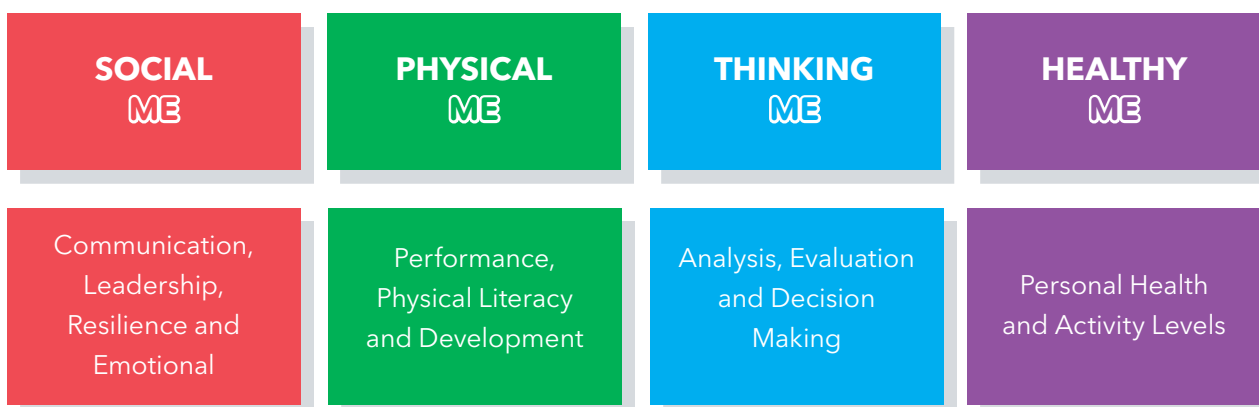 SOCIAL
ME
PHYSICAL
ME
THINKING
ME
HEALTHY
ME
Communication,
Leadership,
Resilience and
Emotional
Performance,
Physical Literacy
and Development
Analysis, Evaluation
and Decision
Making
Personal Health
and Activity Levels